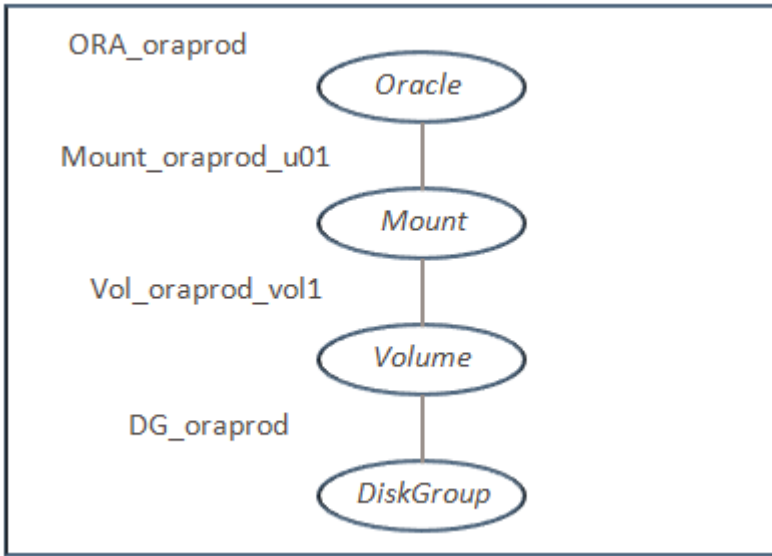 ORA_oraprod
Oracle
Mount_oraprod_u01
Mount
Vol_oraprod_vol1
Volume
DG_oraprod
DiskGroup